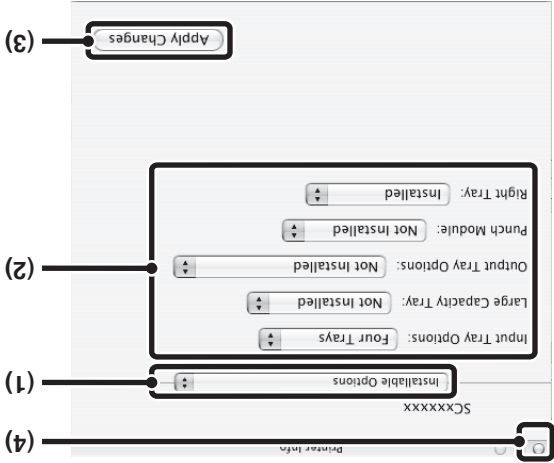 Printer Info
(4)
SCxxxxxx
Installable Options
(1)
Input Tray Options: Four Trays
Large Capacity Tray: Not Installed
Output Tray Options: Not Installed
(2)
Punch Module: Not Installed
Right Tray: Installed
Apply Changes
(3)